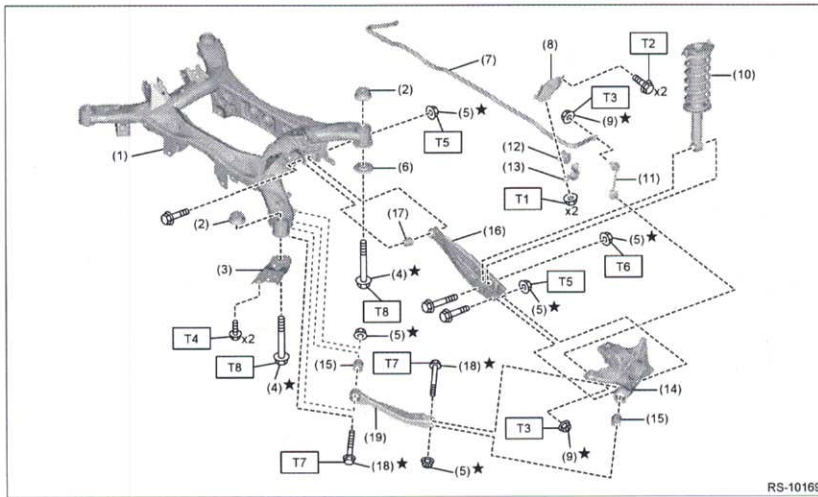 (8)
T2
(7)
x2
(10)
(2)
T3
(5)★
(9)★
T5
(1)
(12)
(6)
(13)
(11)
T1
x2
(17)
(2)
(16)
(5)★
T6
(3)
(4)★
T5
T8
(5)★
T4
x2
(5)★
T7
(18)★
T8
(15)
(14)
(4)★
(15)
T3
(19)
(9)★
T7
(18)★
(5)★
RS-10169